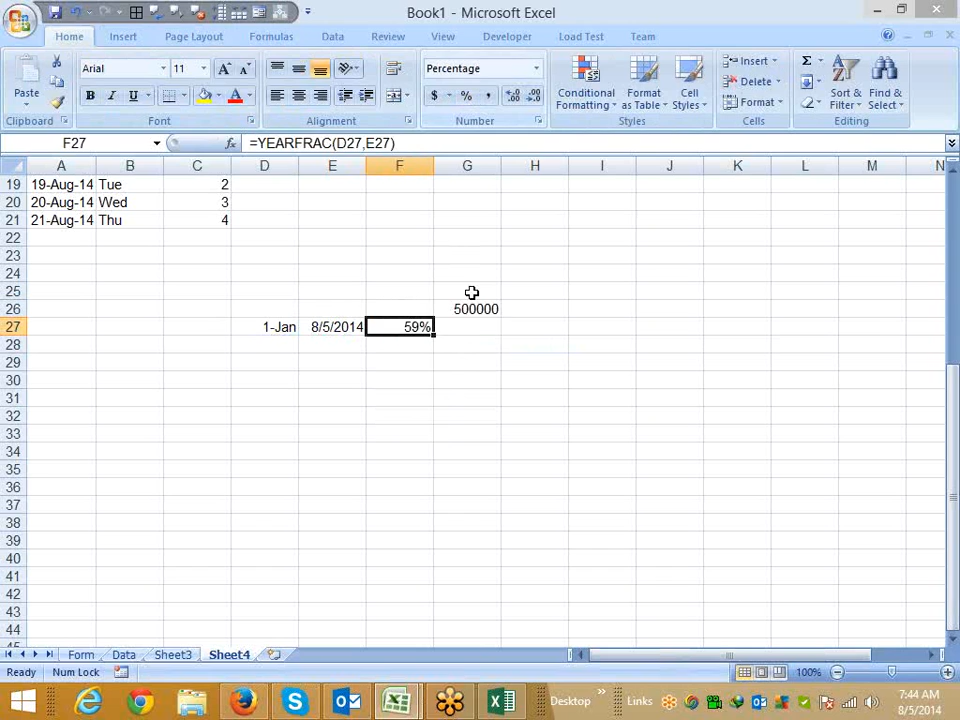 Book1 - Microsoft Excel
Home Insert Page Layout Formulas Data Review View Developer Load Test Team
Paste
Clipboard
Arial 11
B I U
Font
Alignment
Percentage
$ % ,
Number
Conditional Formatting
Format as Table
Cell Styles
Styles
Insert
Delete
Format
Cells
Sort & Filter
Find & Select
Editing
F27 fx =YEARFRAC(D27,E27)
A B C D E F G H I J K L M N
19 19-Aug-14 Tue 2
20 20-Aug-14 Wed 3
21 21-Aug-14 Thu 4
22
23
24
25
26 500000
27 1-Jan 8/5/2014 59%
28
29
30
31
32
33
34
35
36
37
38
39
40
41
42
43
44
45
Form Data Sheet3 Sheet4
Ready Num Lock 100%
Desktop » Links 7:44 AM
8/5/2014